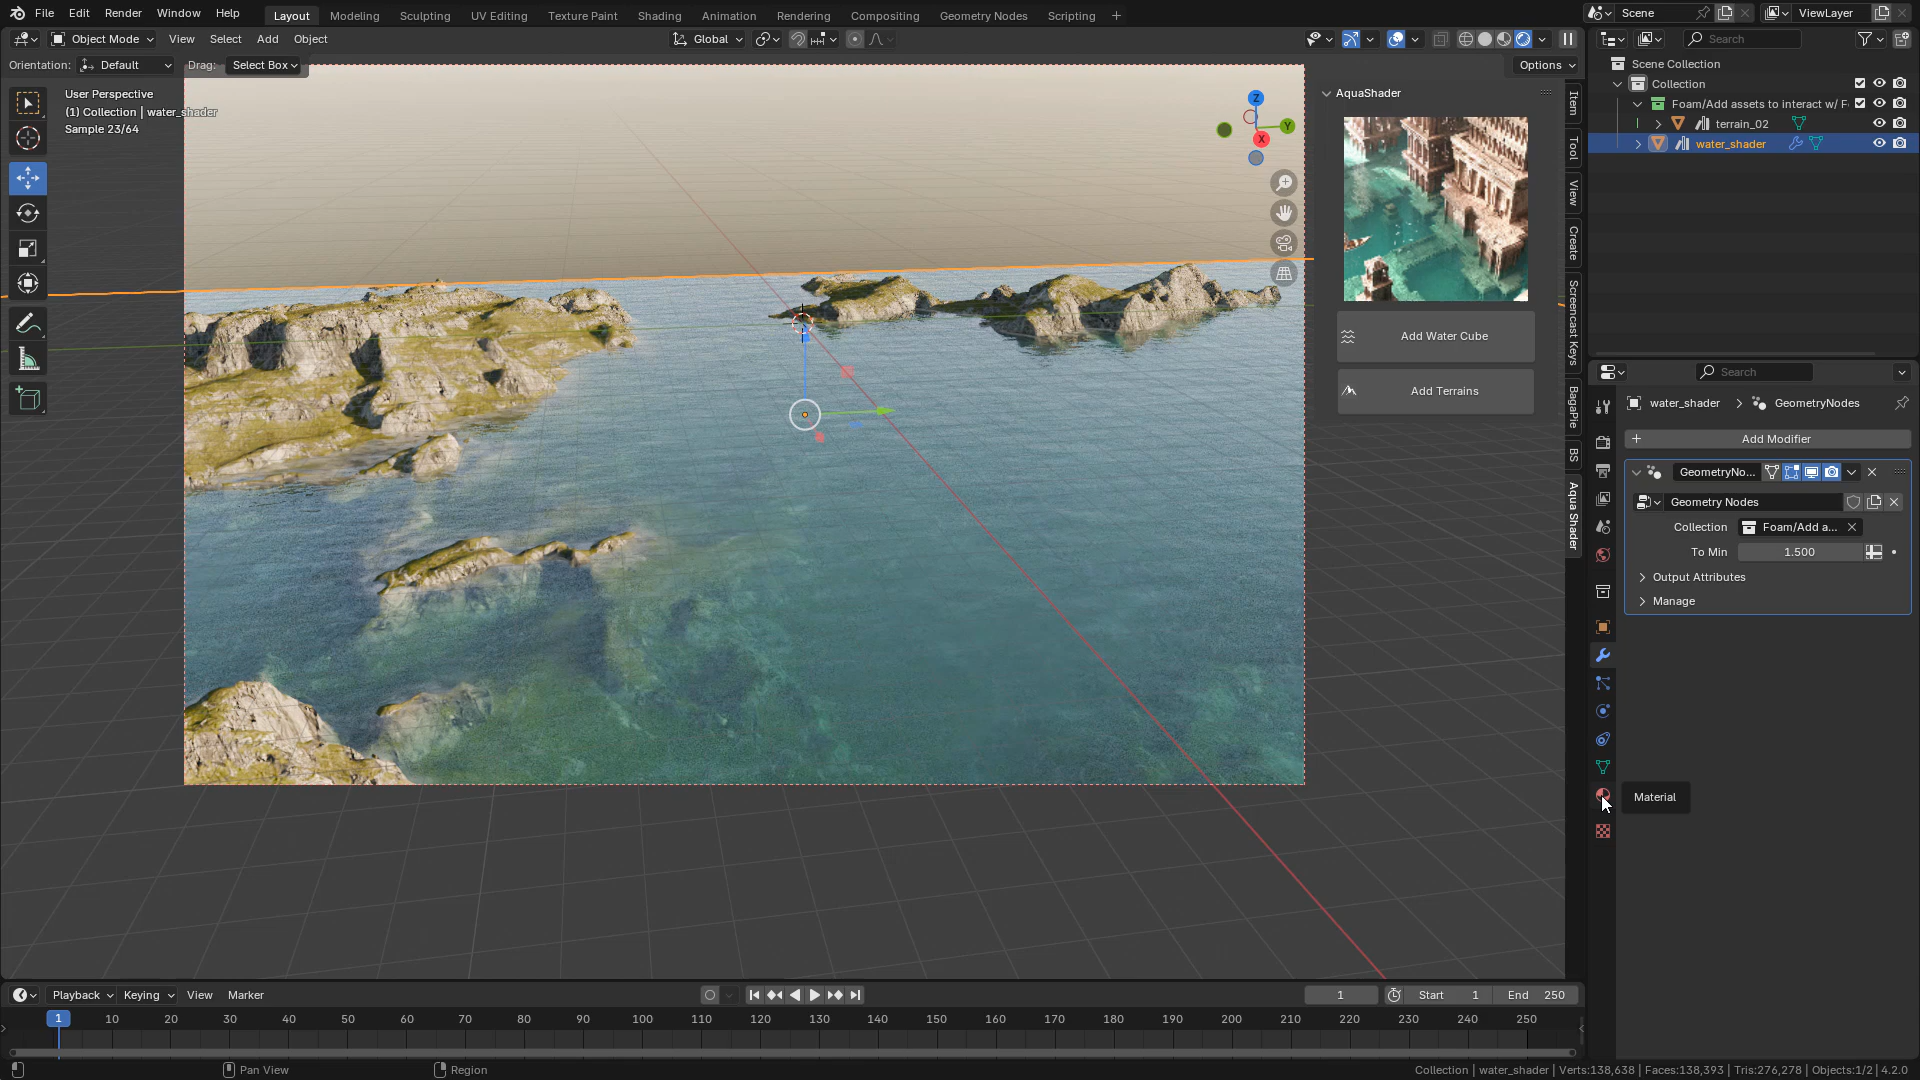 File Edit Render Window Help Layout Modeling Sculpting UV Editing Texture Paint Shading Animation Rendering Compositing Geometry Nodes Scripting + Scene ViewLayer
Object Mode View Select Add Object Global Search
Orientation: Default Drag: Select Box Options
User Perspective
(1) Collection | water_shader
Sample 23/64
Z
Y
X
AquaShader
Add Water Cube
Add Terrains
Item
Tool
View
Create
Screencast Keys
BagaPie
BS
Aqua Shader
Scene Collection
Collection
Foam/Add assets to interact w/ F
terrain_02
water_shader
Search
water_shader > GeometryNodes
+ Add Modifier
GeometryNo...
Geometry Nodes
Collection Foam/Add a...
To Min 1.500
Output Attributes
Manage
Material
Playback Keying View Marker 1 Start 1 End 250
1 10 20 30 40 50 60 70 80 90 100 110 120 130 140 150 160 170 180 190 200 210 220 230 240 250
Pan View Region Collection | water_shader | Verts:138,638 | Faces:138,393 | Tris:276,278 | Objects:1/2 | 4.2.0